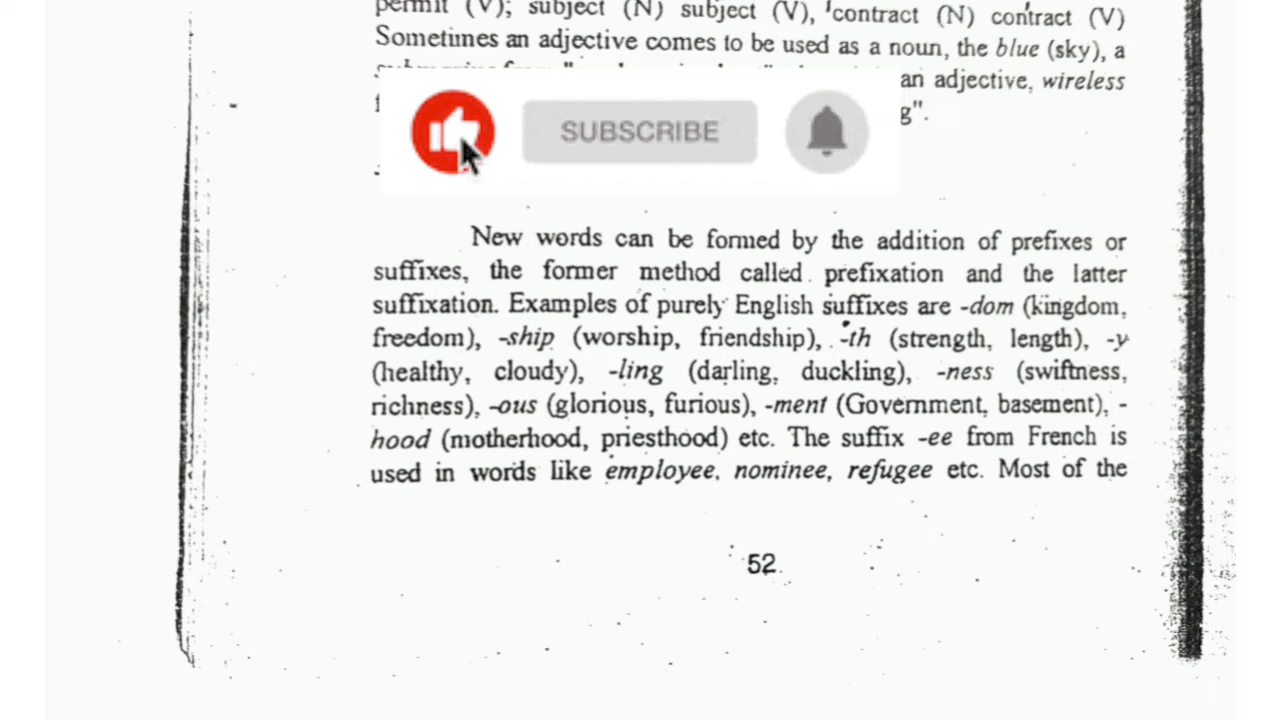 permit (V); subject (N) subject (V), 'contract (N) con'tract (V)
Sometimes an adjective comes to be used as a noun, the blue (sky), a
an adjective, wireless
g".
SUBSCRIBE
New words can be formed by the addition of prefixes or
suffixes, the former method called prefixation and the latter
suffixation. Examples of purely English suffixes are -dom (kingdom,
freedom), -ship (worship, friendship), -th (strength, length), -y
(healthy, cloudy), -ling (darling, duckling), -ness (swiftness,
richness), -ous (glorious, furious), -ment (Government, basement), -
hood (motherhood, priesthood) etc. The suffix -ee from French is
used in words like employee, nominee, refugee etc. Most of the
52